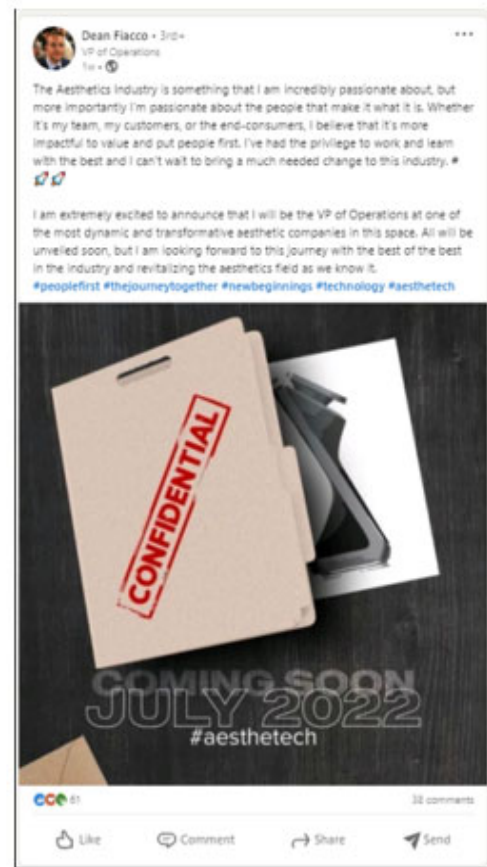 Dean Fiacco • 3rd+
VP of Operations
1w •
The Aesthetics Industry is something that I am incredibly passionate about, but
more importantly I'm passionate about the people that make it what it is. Whether
it's my team, my customers, or the end-consumers, I believe that it's more
impactful to value and put people first. I've had the privilege to work and learn
with the best and I can't wait to bring a much needed change to this industry. #
🚀🚀
I am extremely excited to announce that I will be the VP of Operations at one of
the most dynamic and transformative aesthetic companies in this space. All will be
unveiled soon, but I am looking forward to this journey with the best of the best
in the industry and revitalizing the aesthetics field as we know it.
#peoplefirst #thejourneytogether #newbeginnings #technology #aesthetech
CONFIDENTIAL
COMING SOON
JULY 2022
#aesthetech
61
38 comments
Like
Comment
Share
Send